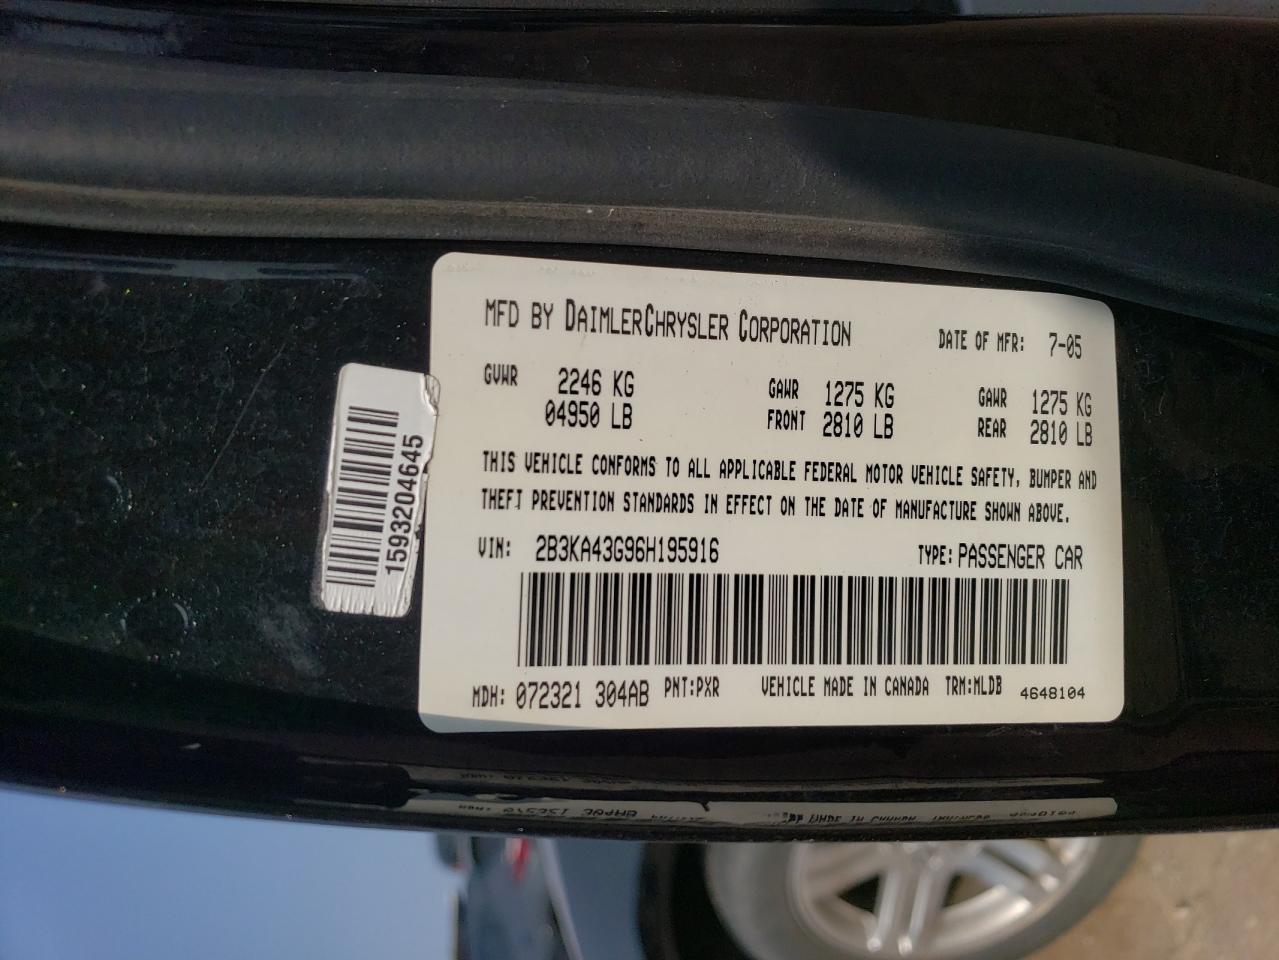 MFD BY DAIMLERCHRYSLER CORPORATION DATE OF MFR: 7-05
GVWR 2246 KG GAWR 1275 KG GAWR 1275 KG
04950 LB FRONT 2810 LB REAR 2810 LB
THIS VEHICLE CONFORMS TO ALL APPLICABLE FEDERAL MOTOR VEHICLE SAFETY, BUMPER AND
THEFT PREVENTION STANDARDS IN EFFECT ON THE DATE OF MANUFACTURE SHOWN ABOVE.
VIN: 2B3KA43G96H195916 TYPE: PASSENGER CAR
MDH: 072321 304AB PNT:PXR VEHICLE MADE IN CANADA TRM:MLDB 4648104
159320464​5